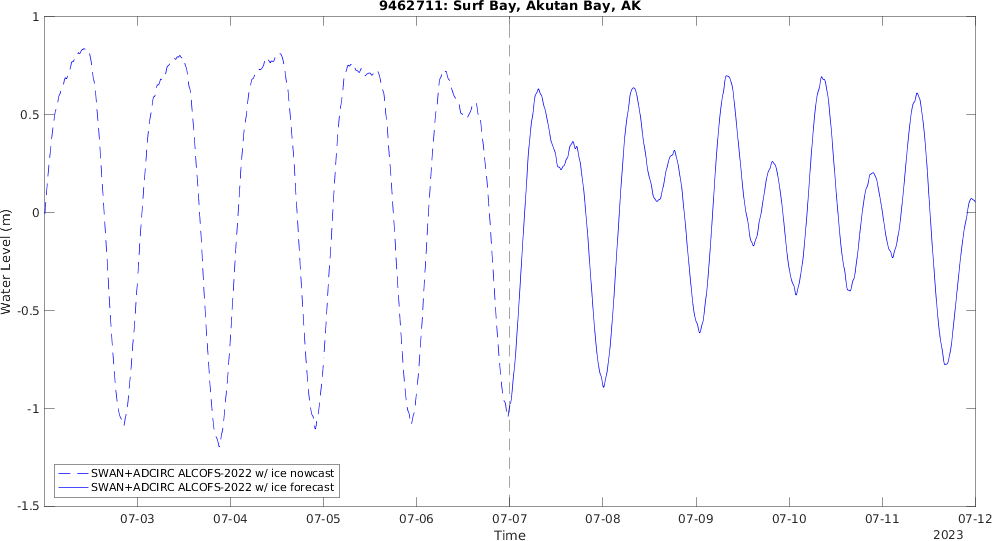 9462711: Surf Bay, Akutan Bay, AK
1
0.5
0
-0.5
-1
-1.5
Water Level (m)
SWAN+ADCIRC ALCOFS-2022 w/ ice nowcast
SWAN+ADCIRC ALCOFS-2022 w/ ice forecast
07-03 07-04 07-05 07-06 07-07 07-08 07-09 07-10 07-11 07-12
Time
2023